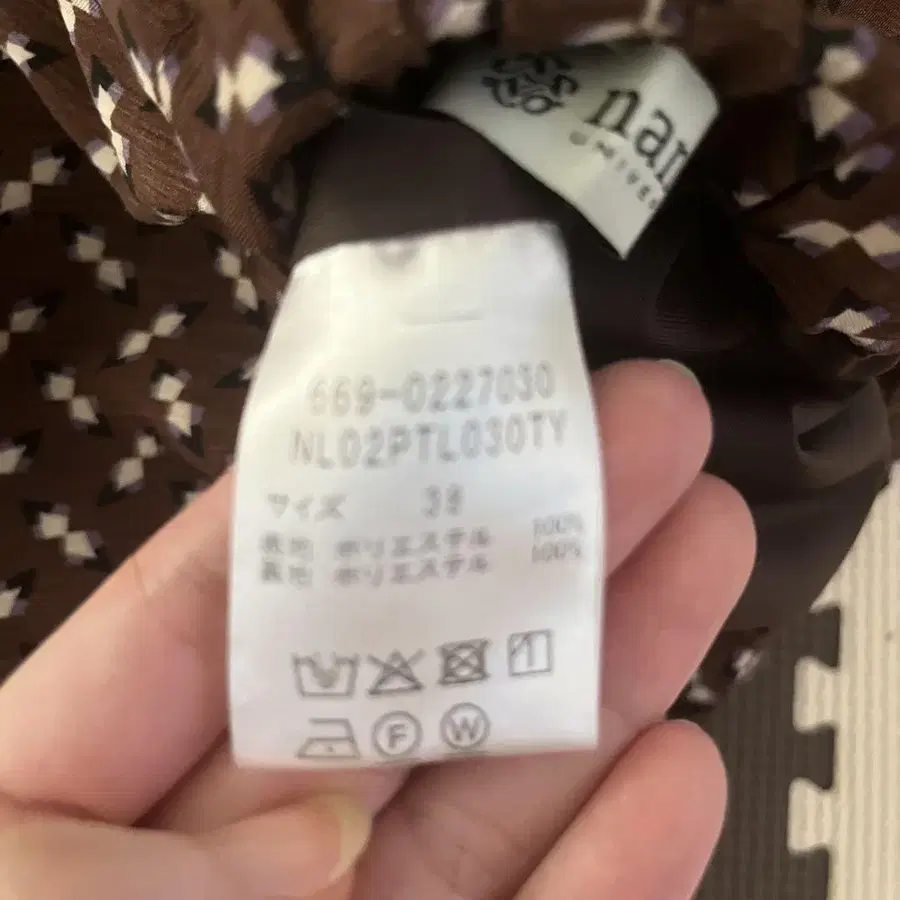 nan
UNIVE
669-0227030
NL02PTL030TY
サイズ 38
表地 ポリエステル 100%
裏地 ポリエステル 100%
F W